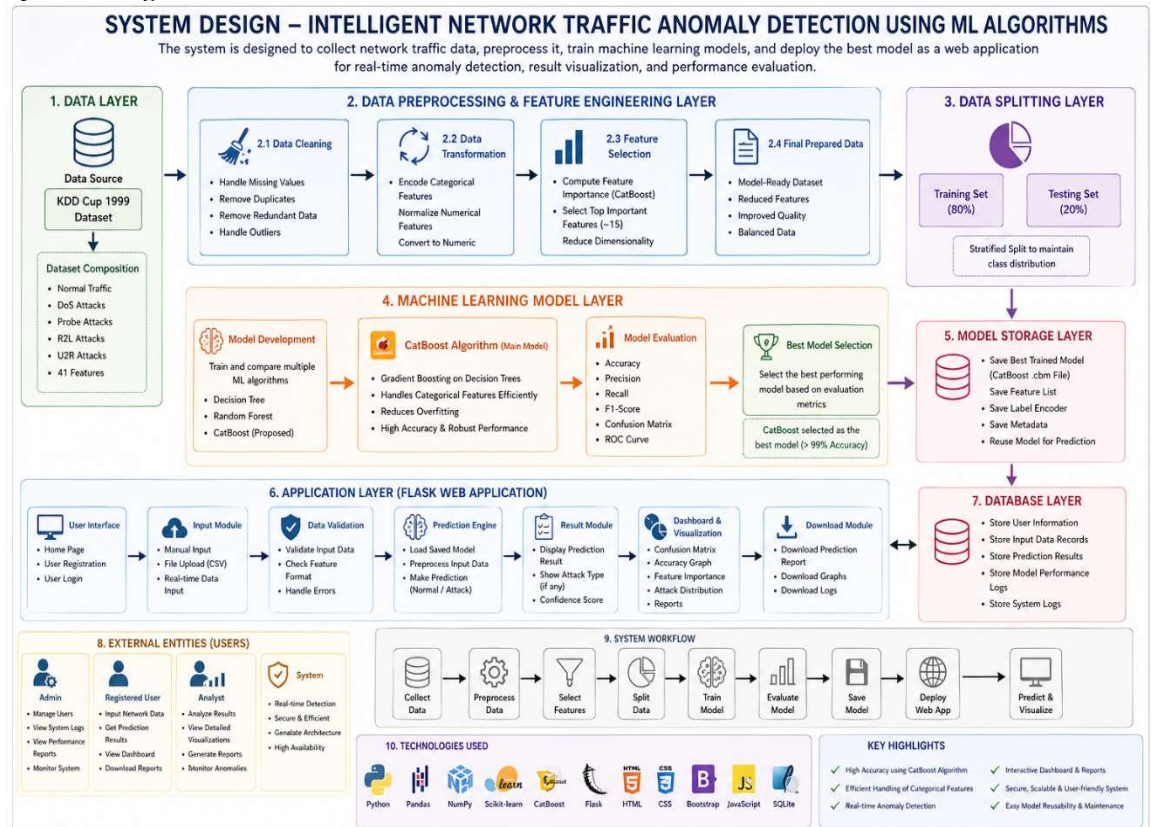 SYSTEM DESIGN – INTELLIGENT NETWORK TRAFFIC ANOMALY DETECTION USING ML ALGORITHMS
The system is designed to collect network traffic data, preprocess it, train machine learning models, and deploy the best model as a web application
for real-time anomaly detection, result visualization, and performance evaluation.
1. DATA LAYER
Data Source
KDD Cup 1999
Dataset
Dataset Composition
• Normal Traffic
• DoS Attacks
• Probe Attacks
• R2L Attacks
• U2R Attacks
• 41 Features
2. DATA PREPROCESSING & FEATURE ENGINEERING LAYER
2.1 Data Cleaning
• Handle Missing Values
• Remove Duplicates
• Remove Redundant Data
• Handle Outliers
2.2 Data
Transformation
• Encode Categorical
Features
Normalize Numerical
Features
Convert to Numeric
2.3 Feature
Selection
• Compute Feature
Importance (CatBoost)
• Select Top Important
Features (~15)
Reduce Dimensionality
2.4 Final Prepared Data
• Model-Ready Dataset
• Reduced Features
• Improved Quality
• Balanced Data
3. DATA SPLITTING LAYER
Training Set
(80%)
Testing Set
(20%)
Stratified Split to maintain
class distribution
4. MACHINE LEARNING MODEL LAYER
Model Development
Train and compare multiple
ML algorithms
• Decision Tree
• Random Forest
• CatBoost (Proposed)
CatBoost Algorithm (Main Model)
• Gradient Boosting on Decision Trees
• Handles Categorical Features Efficiently
• Reduces Overfitting
• High Accuracy & Robust Performance
Model Evaluation
• Accuracy
• Precision
• Recall
• F1-Score
• Confusion Matrix
• ROC Curve
Best Model Selection
Select the best performing
model based on evaluation
metrics
CatBoost selected as the
best model (> 99% Accuracy)
5. MODEL STORAGE LAYER
• Save Best Trained Model
(CatBoost .cbm File)
Save Feature List
• Save Label Encoder
• Save Metadata
• Reuse Model for Prediction
6. APPLICATION LAYER (FLASK WEB APPLICATION)
User Interface
• Home Page
• User Registration
• User Login
Input Module
• Manual Input
• File Upload (CSV)
• Real-time Data
Input
Data Validation
• Validate Input Data
• Check Feature
Format
• Handle Errors
Prediction Engine
• Load Saved Model
• Preprocess Input Data
• Make Prediction
(Normal / Attack)
Result Module
• Display Prediction
Result
• Show Attack Type
(if any)
• Confidence Score
Dashboard &
Visualization
• Confusion Matrix
• Accuracy Graph
• Feature Importance
• Attack Distribution
• Reports
Download Module
• Download Prediction
Report
• Download Graphs
• Download Logs
7. DATABASE LAYER
• Store User Information
• Store Input Data Records
• Store Prediction Results
• Store Model Performance
Logs
• Store System Logs
8. EXTERNAL ENTITIES (USERS)
Admin
• Manage Users
• View System Logs
• View Performance
Reports
• Monitor System
Registered User
• Input Network Data
• Get Prediction
Results
• View Dashboard
• Download Reports
Analyst
• Analyze Results
• View Detailed
Visualizations
• Generate Reports
• Monitor Anomalies
System
• Real-time Detection
• Secure & Efficient
• Genalate Architecture
• High Availability
9. SYSTEM WORKFLOW
Collect
Data
Preprocess
Data
Select
Features
Split
Data
Train
Model
Evaluate
Model
Save
Model
Deploy
Web App
Predict &
Visualize
10. TECHNOLOGIES USED
Python
Pandas
NumPy
learn
Scikit-learn
CatBoost
Flask
HTML
5
HTML
CSS
3
CSS
B
Bootstrap
JS
JavaScript
SQLite
KEY HIGHLIGHTS
✓ High Accuracy using CatBoost Algorithm
✓ Efficient Handling of Categorical Features
✓ Real-time Anomaly Detection
✓ Interactive Dashboard & Reports
✓ Secure, Scalable & User-friendly System
✓ Easy Model Reusability & Maintenance